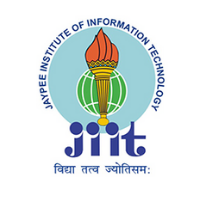 JAYPEE INSTITUTE OF INFORMATION TECHNOLOGY
jiit
विद्या तत्व ज्योतिसमः